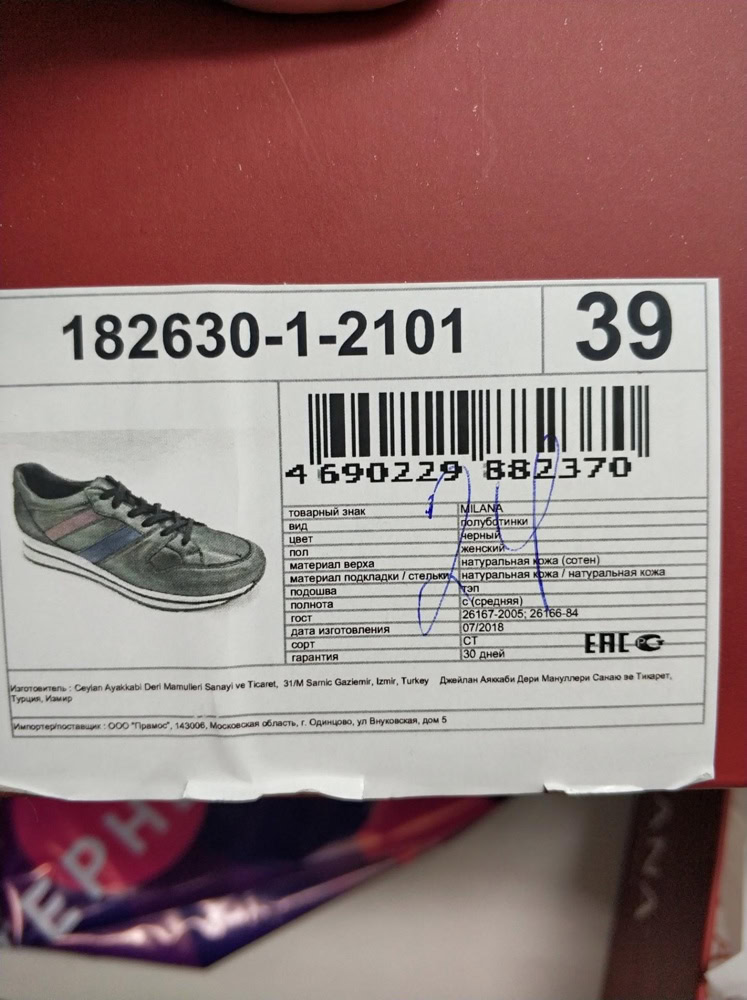 182630-1-2101 39
4 690229 882370
товарный знак MILANA
вид полуботинки
цвет черный
пол женский
материал верха натуральная кожа (сотен)
материал подкладки / стельки натуральная кожа / натуральная кожа
подошва тэп
полнота с (средняя)
гост 26167-2005; 26166-84
дата изготовления 07/2018
сорт СТ
гарантия 30 дней
ЕАС РСТ
24
Изготовитель : Ceylan Ayakkabi Deri Mamulleri Sanayi ve Ticaret, 31/M Sarnic Gaziemir, Izmir, Turkey Джейлан Аяккаби Дери Мануллери Санаю ве Тикарет,
Турция, Измир
Импортер/поставщик : ООО "Прамос", 143006, Московская область, г. Одинцово, ул Внуковская, дом 5
ЕРН